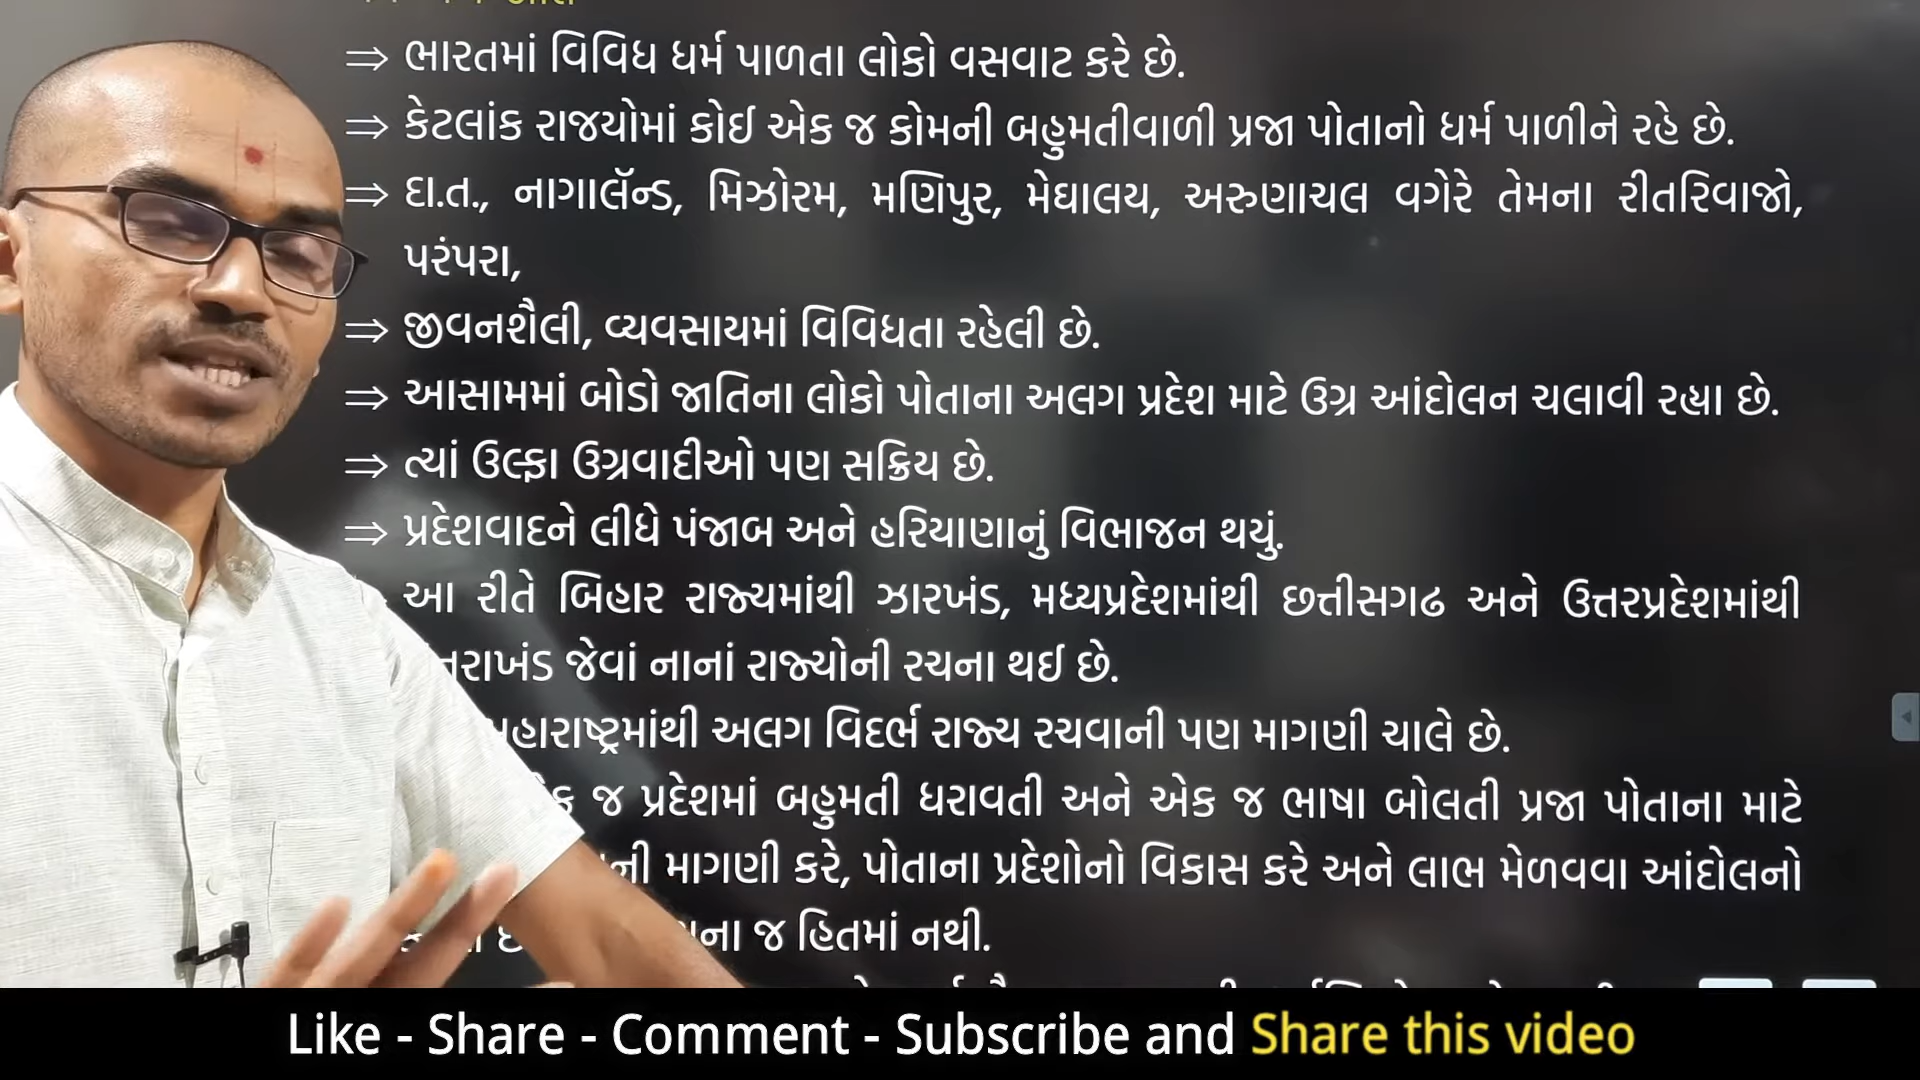 ⇒ ભારતમાં વિવિધ ધર્મ પાળતા લોકો વસવાટ કરે છે.
⇒ કેટલાંક રાજયોમાં કોઈ એક જ કોમની બહુમતીવાળી પ્રજા પોતાનો ધર્મ પાળીને રહે છે.
⇒ દા.ત., નાગાલૅન્ડ, મિઝોરમ, મણિપુર, મેઘાલય, અરુણાચલ વગેરે તેમના રીતરિવાજો,
પરંપરા,
⇒ જીવનશૈલી, વ્યવસાયમાં વિવિધતા રહેલી છે.
⇒ આસામમાં બોડો જાતિના લોકો પોતાના અલગ પ્રદેશ માટે ઉગ્ર આંદોલન ચલાવી રહ્યા છે.
⇒ ત્યાં ઉલ્ફા ઉગ્રવાદીઓ પણ સક્રિય છે.
⇒ પ્રદેશવાદને લીધે પંજાબ અને હરિયાણાનું વિભાજન થયું.
આ રીતે બિહાર રાજ્યમાંથી ઝારખંડ, મધ્યપ્રદેશમાંથી છત્તીસગઢ અને ઉત્તરપ્રદેશમાંથી
જેવાં નાનાં રાજ્યોની રચના થઈ છે.
અલગ વિદર્ભ રાજ્ય રચવાની પણ માગણી ચાલે છે.
જ પ્રદેશમાં બહુમતી ધરાવતી અને એક જ ભાષા બોલતી પ્રજા પોતાના માટે
માગણી કરે, પોતાના પ્રદેશોનો વિકાસ કરે અને લાભ મેળવવા આંદોલનો
જ હિતમાં નથી.
Like - Share - Comment - Subscribe and Share this video